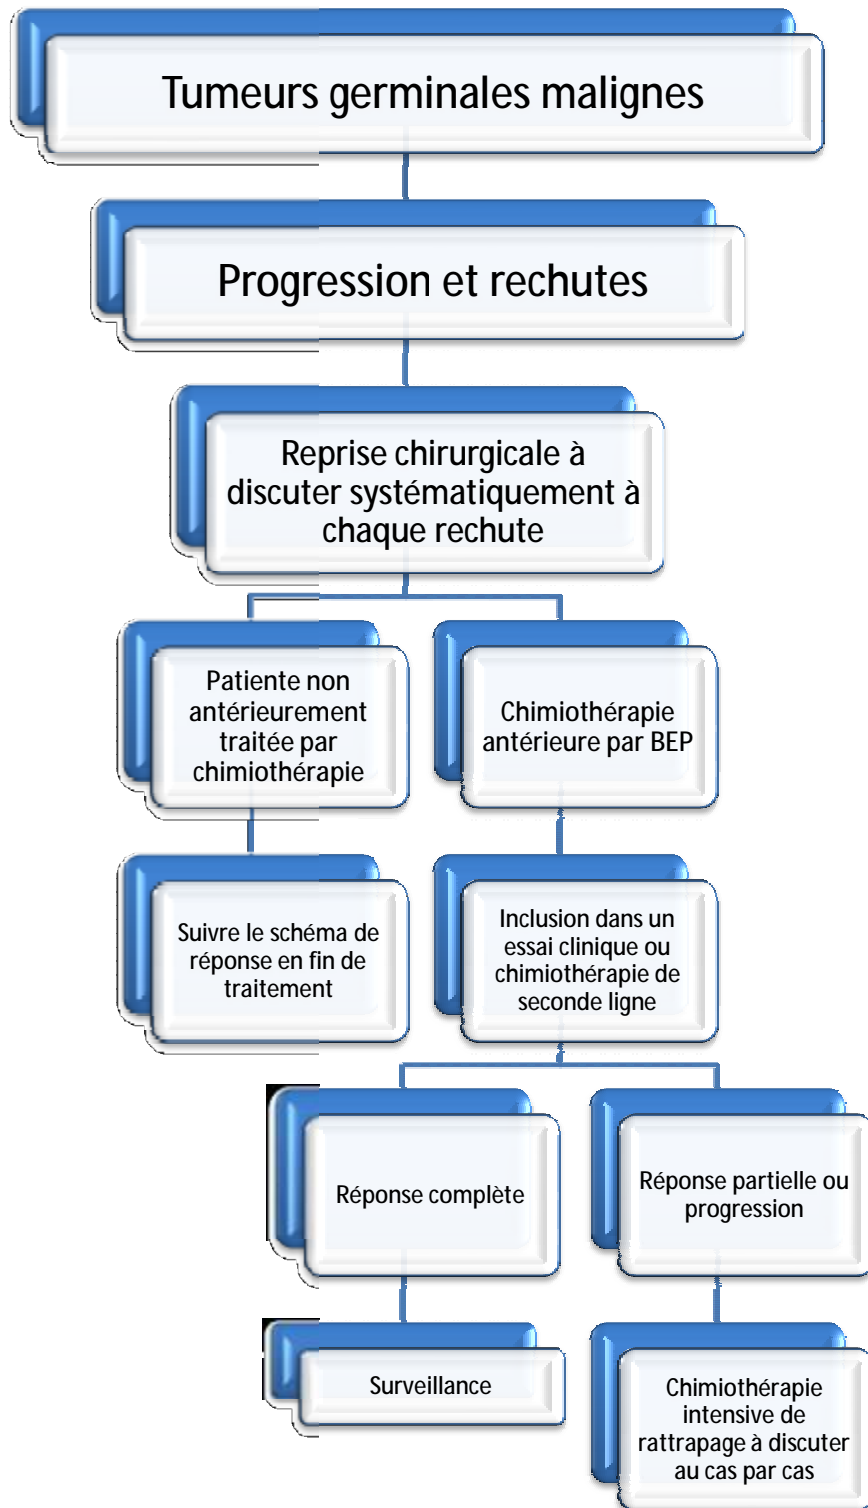 Tumeurs germinales malignes
Progression et rechutes
Reprise chirurgicale à
discuter systématiquement à
chaque rechute
Patiente non
antérieurement
traitée par
chimiothérapie
Chimiothérapie
antérieure par BEP
Suivre le schéma de
réponse en fin de
traitement
Inclusion dans un
essai clinique ou
chimiothérapie de
seconde ligne
Réponse complète
Réponse partielle ou
progression
Surveillance
Chimiothérapie
intensive de
rattrapage à discuter
au cas par cas